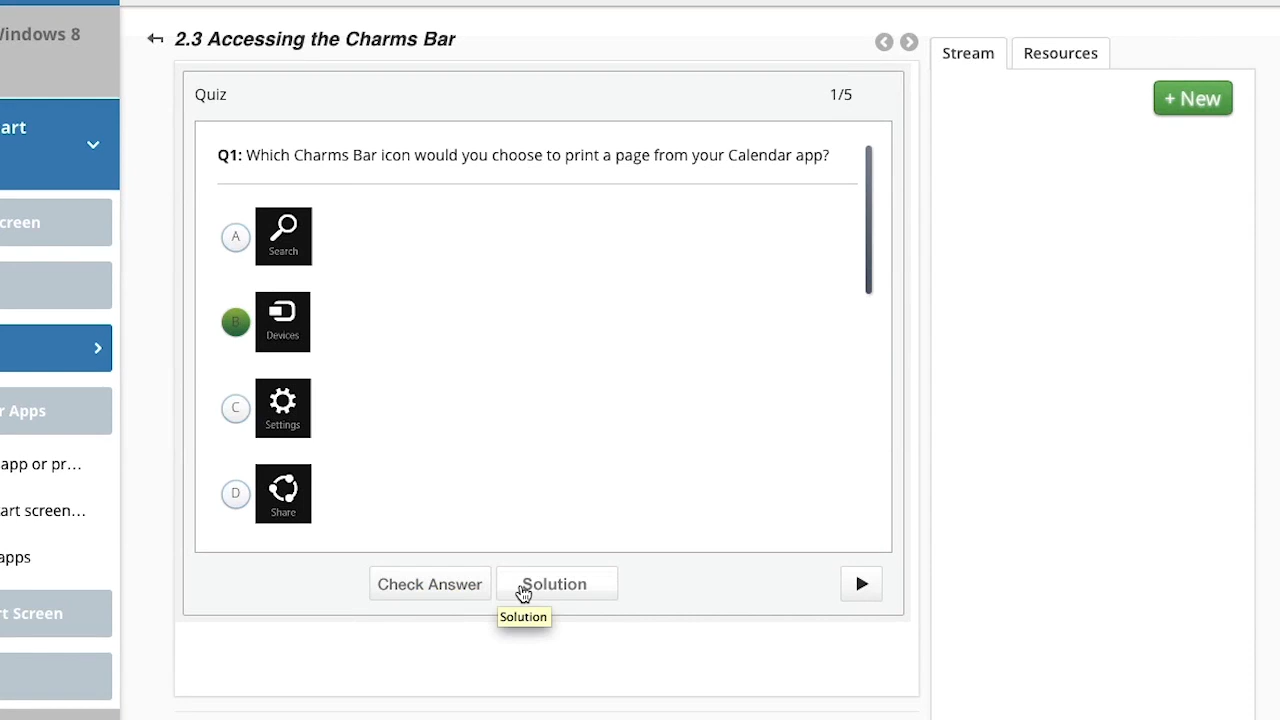 Windows 8
art
creen
r Apps
app or pr...
art screen...
apps
rt Screen
2.3 Accessing the Charms Bar
Quiz
1/5
Q1: Which Charms Bar icon would you choose to print a page from your Calendar app?
A
Search
B
Devices
C
Settings
D
Share
Check Answer
Solution
Solution
Stream
Resources
+ New